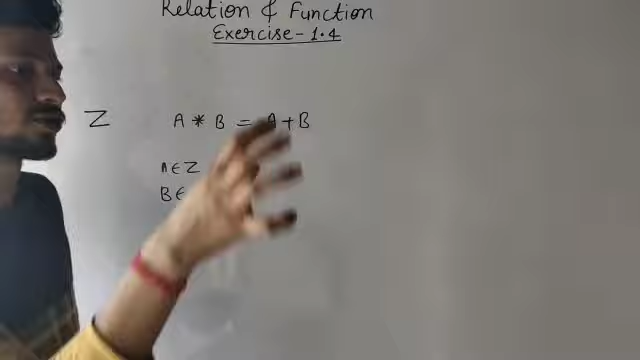 Relation & Function
Exercise-1.4
Z A * B = A+B
A ∈ Z
B ∈